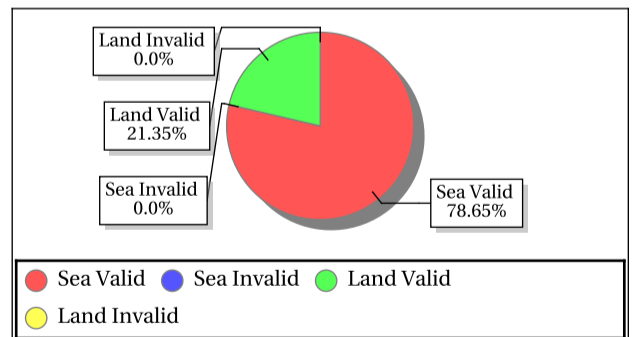 Land Invalid
0.0%
Land Valid
21.35%
Sea Invalid
0.0%
Sea Valid
78.65%
Sea Valid
Sea Invalid
Land Valid
Land Invalid